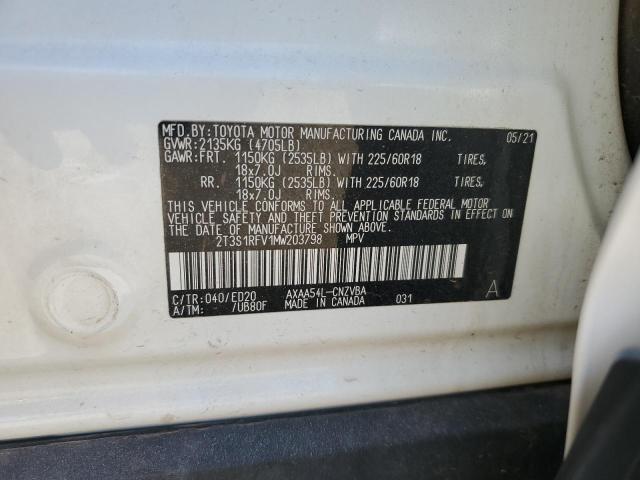 MFD.BY:TOYOTA MOTOR MANUFACTURING CANADA INC. 05/21
GVWR:2135KG (4705LB)
GAWR:FRT. 1150KG (2535LB) WITH 225/60R18 TIRES,
18x7.0J RIMS.
RR. 1150KG (2535LB) WITH 225/60R18 TIRES,
18x7.0J RIMS.
THIS VEHICLE CONFORMS TO ALL APPLICABLE FEDERAL MOTOR
VEHICLE SAFETY AND THEFT PREVENTION STANDARDS IN EFFECT
ON THE DATE OF MANUFACTURE SHOWN ABOVE.
2T3S1RFV1MW203798 MPV
C/TR:040/ED20 AXAA54L-CNZVBA
A/TM: /UB80F MADE IN CANADA 031 A